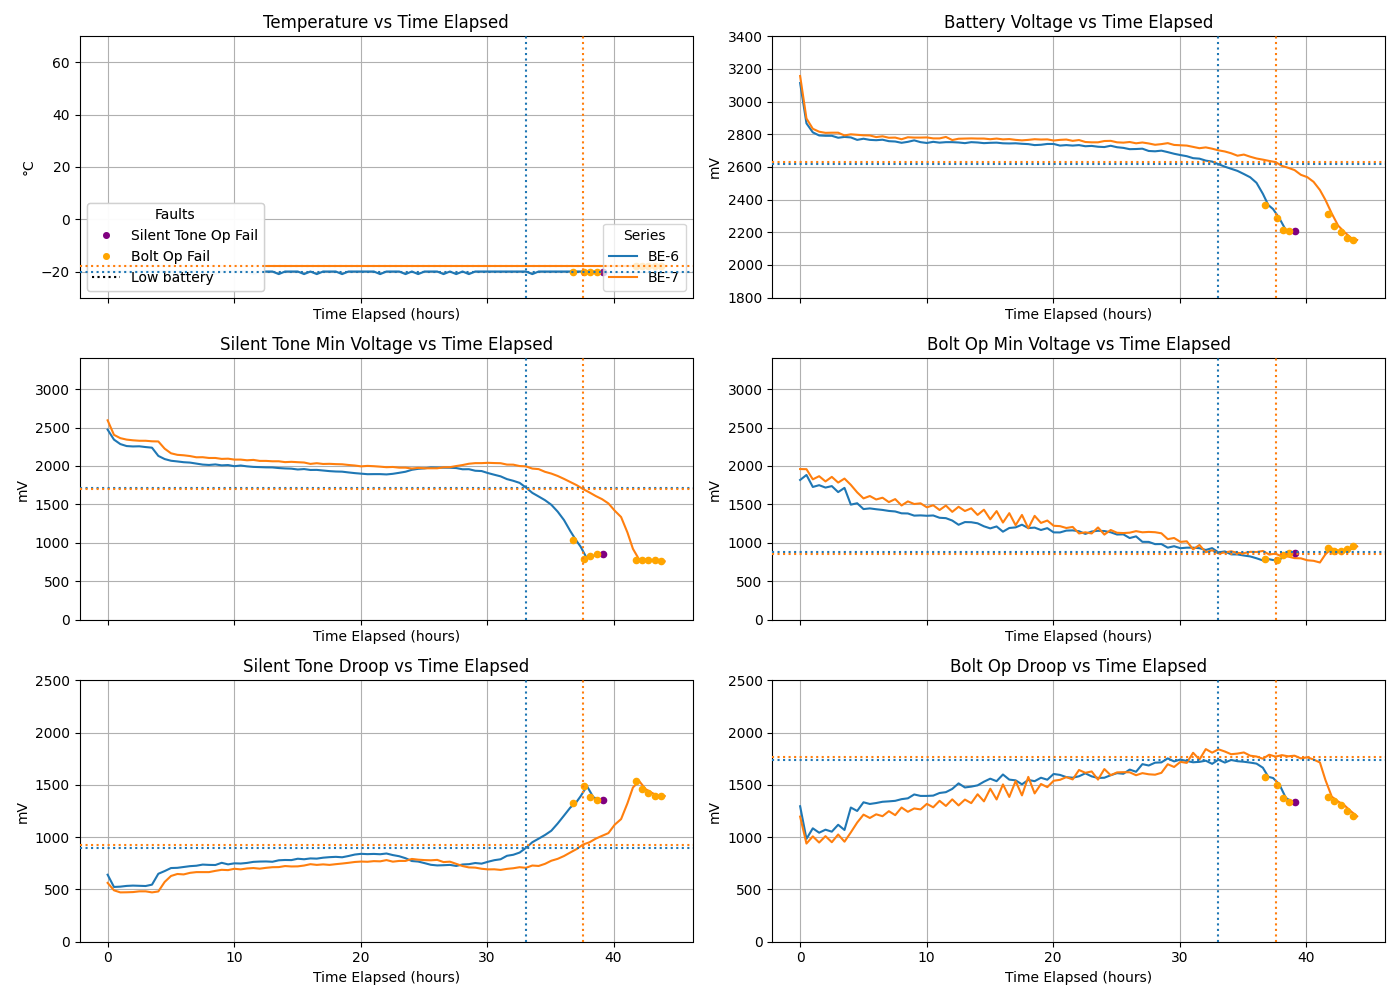 Temperature vs Time Elapsed
60
40
20
0
−20
°C
Faults
Silent Tone Op Fail
Bolt Op Fail
Low battery
Series
BE-6
BE-7
Time Elapsed (hours)
Battery Voltage vs Time Elapsed
3400
3200
3000
2800
2600
2400
2200
2000
1800
mV
Time Elapsed (hours)
Silent Tone Min Voltage vs Time Elapsed
3000
2500
2000
1500
1000
500
0
mV
Time Elapsed (hours)
Bolt Op Min Voltage vs Time Elapsed
3000
2500
2000
1500
1000
500
0
mV
Time Elapsed (hours)
Silent Tone Droop vs Time Elapsed
2500
2000
1500
1000
500
0
mV
0 10 20 30 40
Time Elapsed (hours)
Bolt Op Droop vs Time Elapsed
2500
2000
1500
1000
500
0
mV
0 10 20 30 40
Time Elapsed (hours)